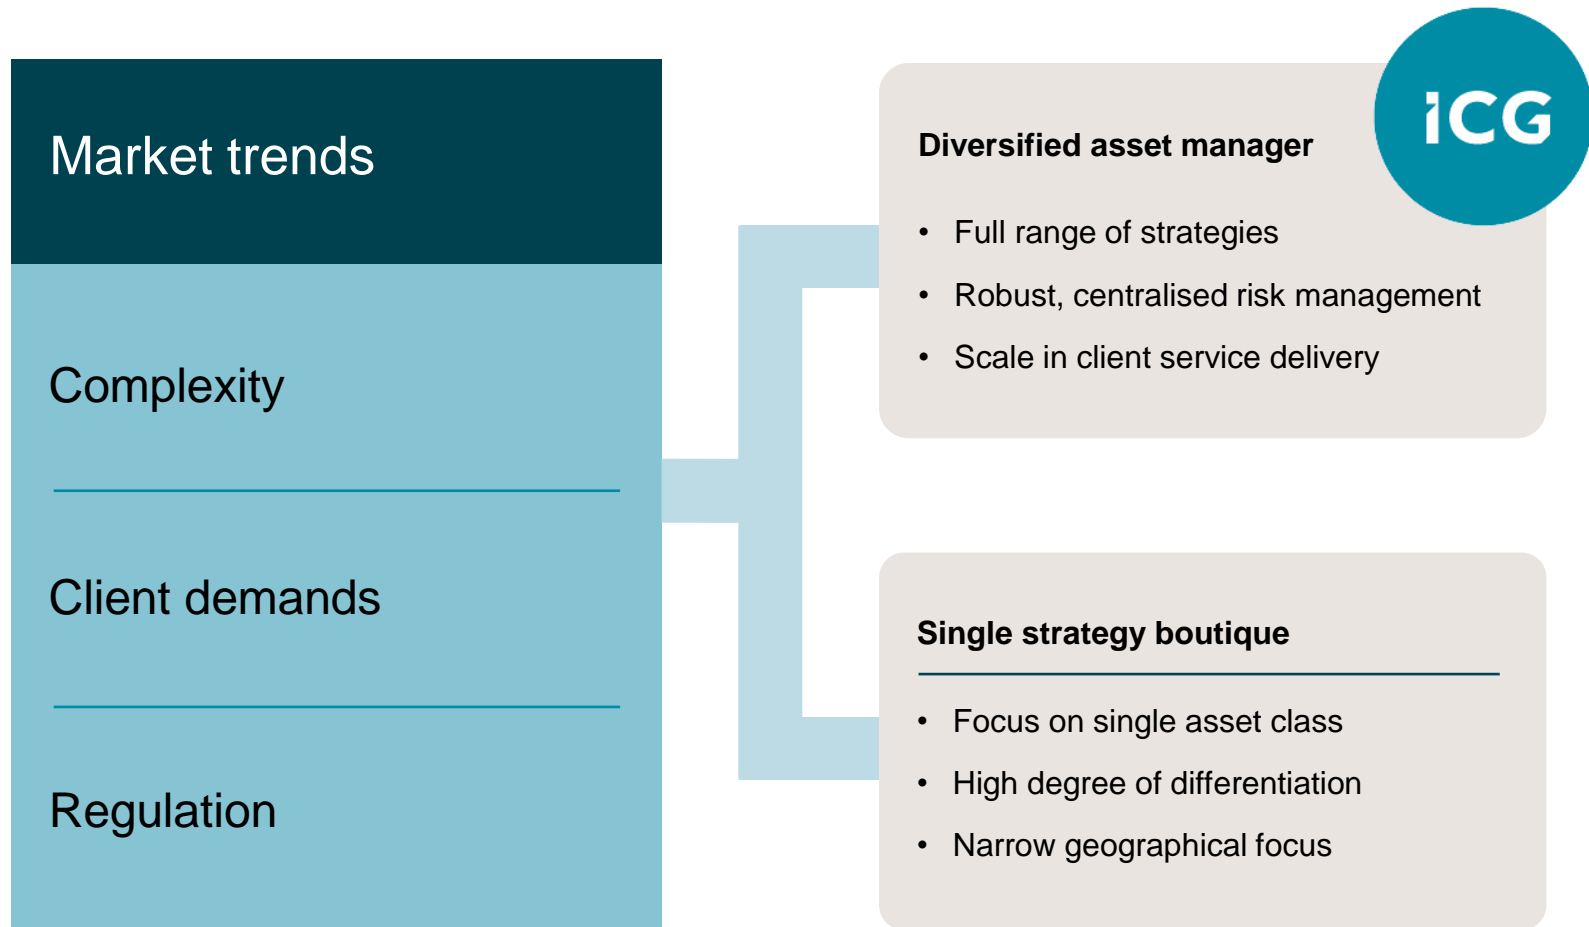 Market trends
Complexity
Client demands
Regulation
iCG
Diversified asset manager
• Full range of strategies
• Robust, centralised risk management
• Scale in client service delivery
Single strategy boutique
• Focus on single asset class
• High degree of differentiation
• Narrow geographical focus